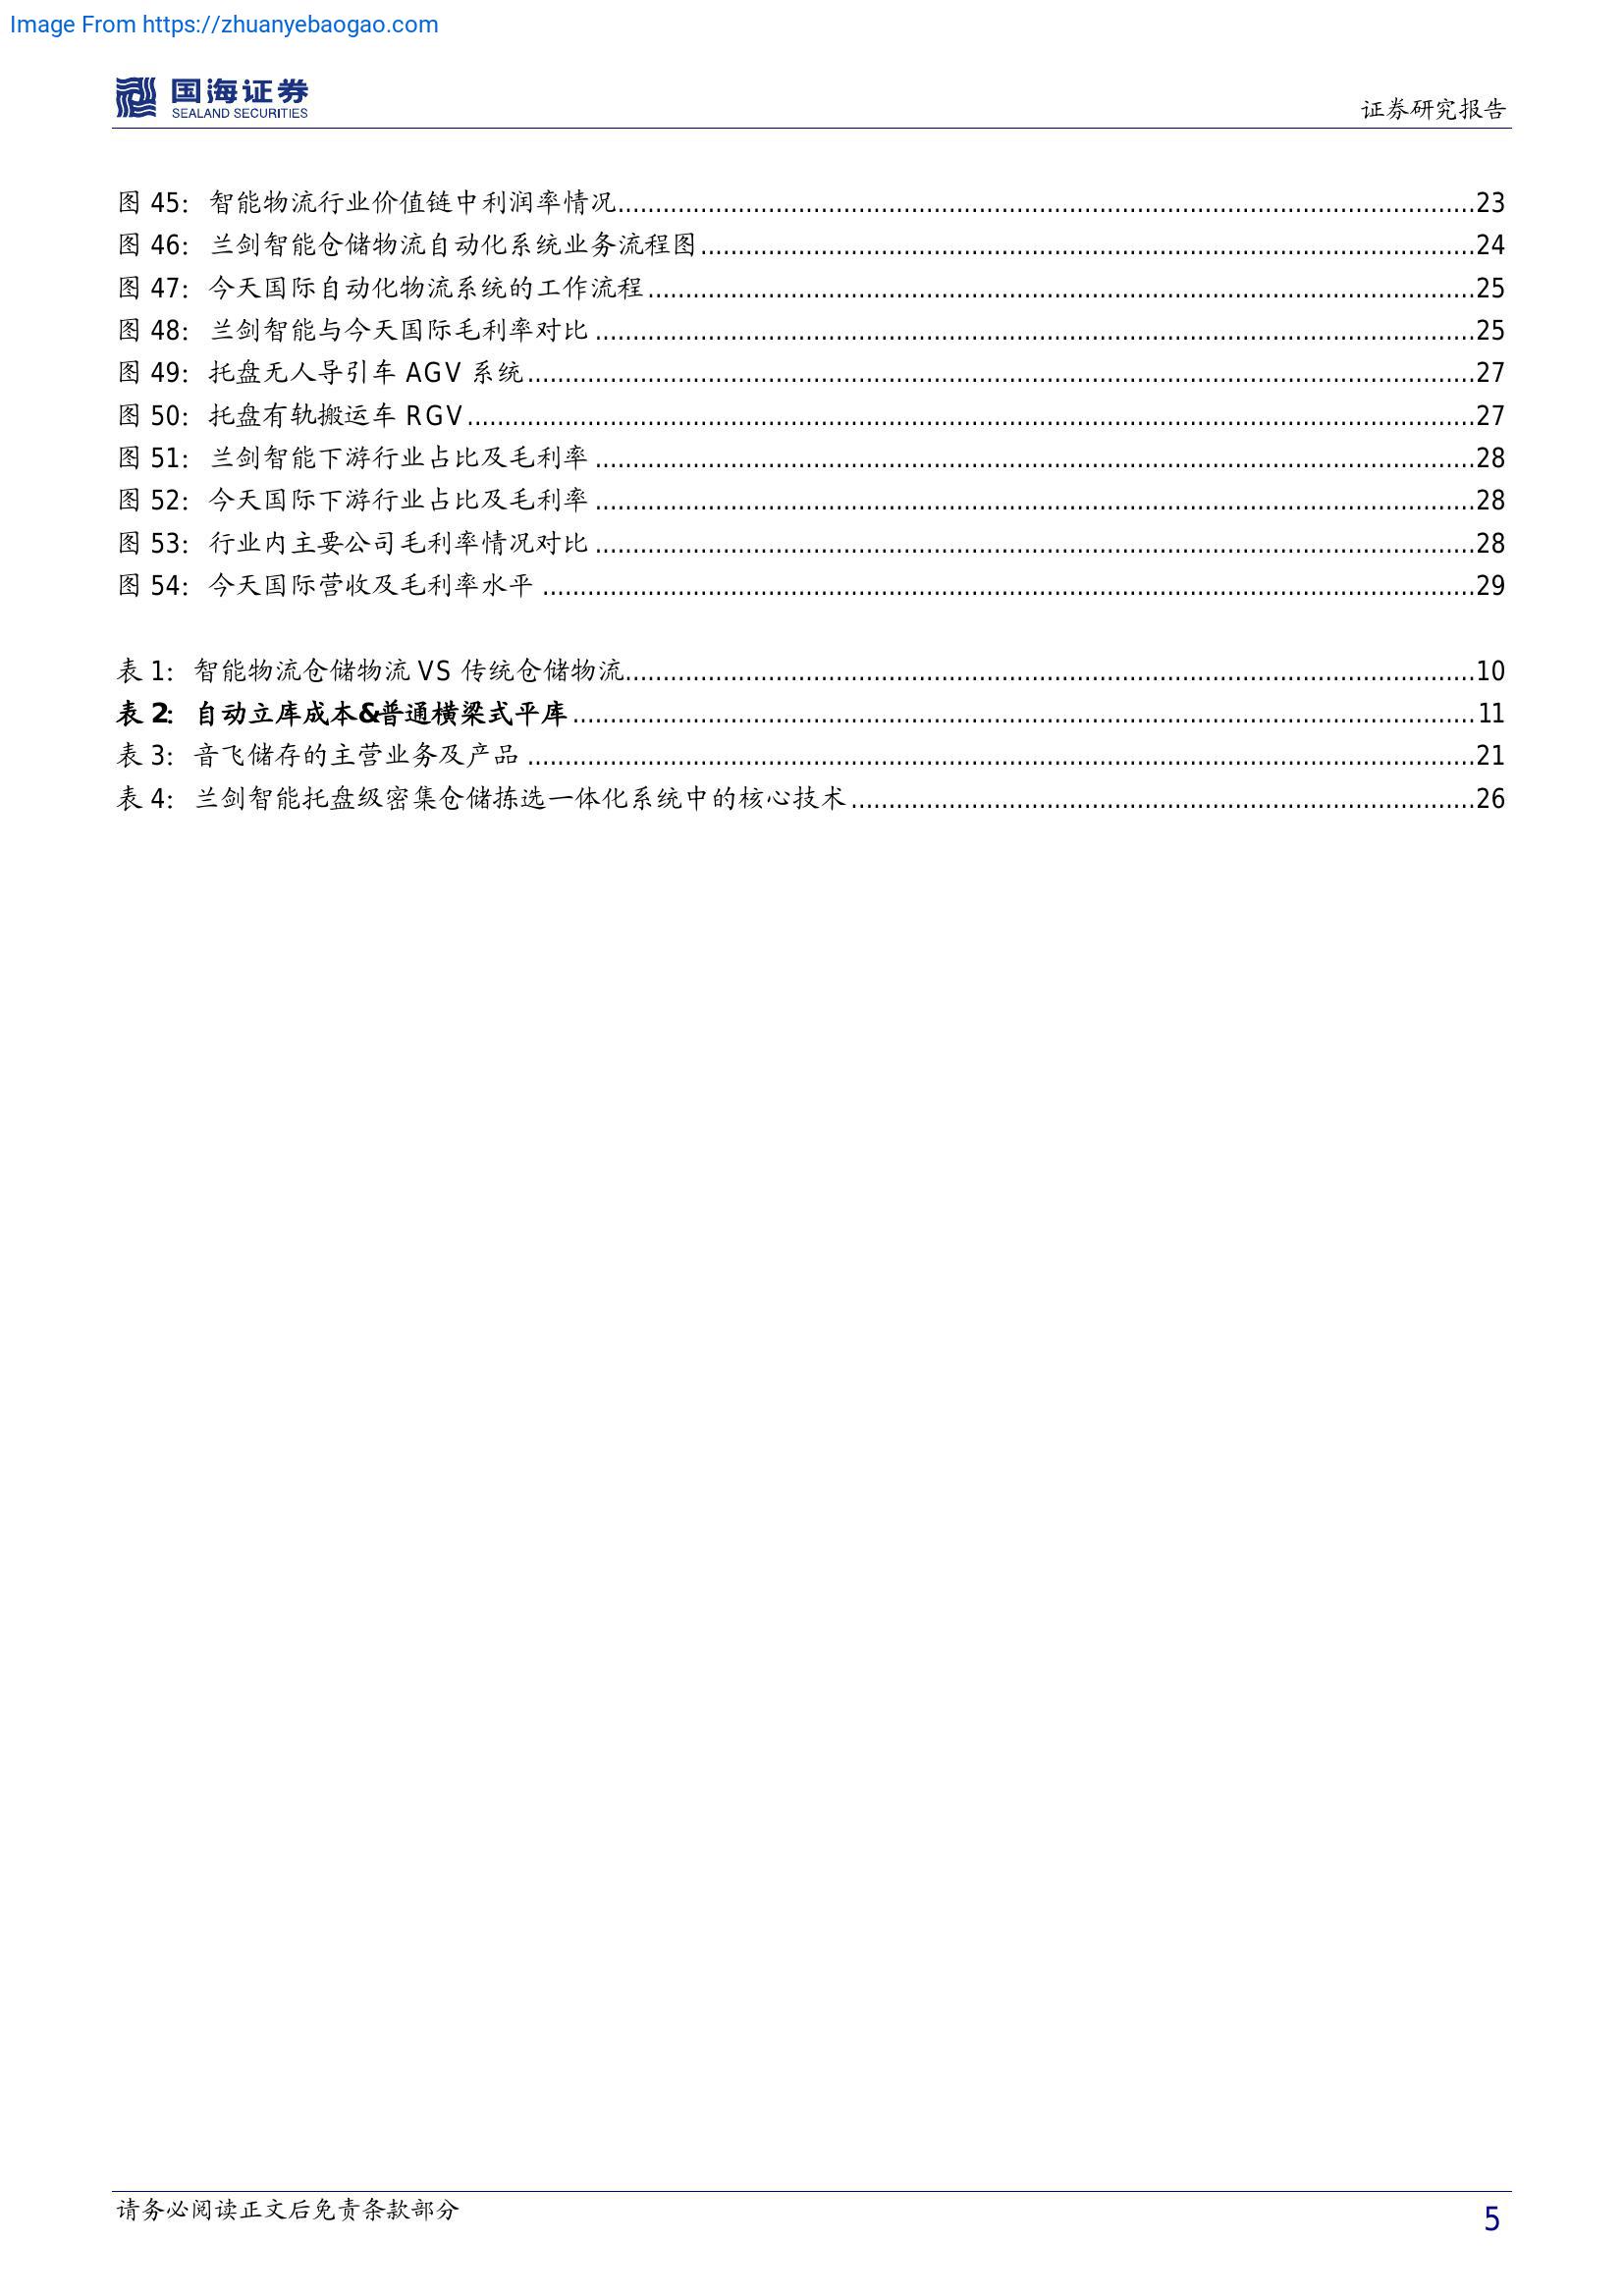 Image From https://zhuanyebaogao.com
国海证券
SEALAND SECURITIES
证券研究报告
图 45: 智能物流行业价值链中利润率情况........................23
图 46: 兰剑智能仓储物流自动化系统业务流程图........................24
图 47: 今天国际自动化物流系统的工作流程........................25
图 48: 兰剑智能与今天国际毛利率对比........................25
图 49: 托盘无人导引车 AGV 系统........................27
图 50: 托盘有轨搬运车 RGV........................27
图 51: 兰剑智能下游行业占比及毛利率........................28
图 52: 今天国际下游行业占比及毛利率........................28
图 53: 行业内主要公司毛利率情况对比........................28
图 54: 今天国际营收及毛利率水平........................29
表 1: 智能物流仓储物流 VS 传统仓储物流........................10
表 2: 自动立库成本&普通横梁式平库........................11
表 3: 音飞储存的主营业务及产品........................21
表 4: 兰剑智能托盘级密集仓储拣选一体化系统中的核心技术........................26
请务必阅读正文后免责条款部分
5